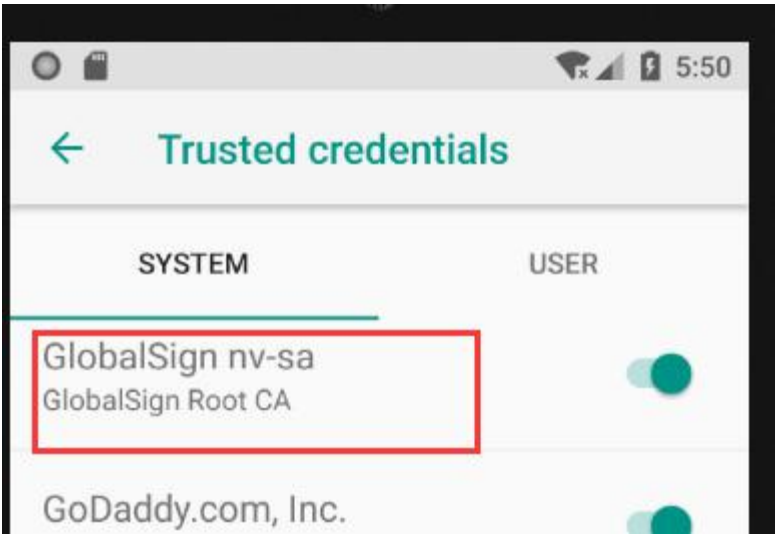 5:50
Trusted credentials
SYSTEM USER
GlobalSign nv-sa
GlobalSign Root CA
GoDaddy.com, Inc.